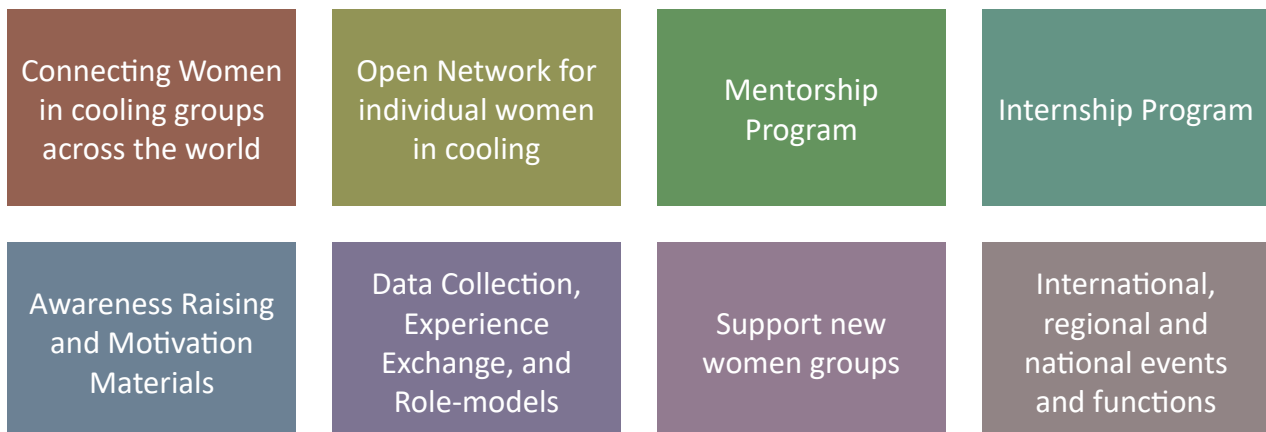 Connecting Women
in cooling groups
across the world
Open Network for
individual women
in cooling
Mentorship
Program
Internship Program
Awareness Raising
and Motivation
Materials
Data Collection,
Experience
Exchange, and
Role-models
Support new
women groups
International,
regional and
national events
and functions